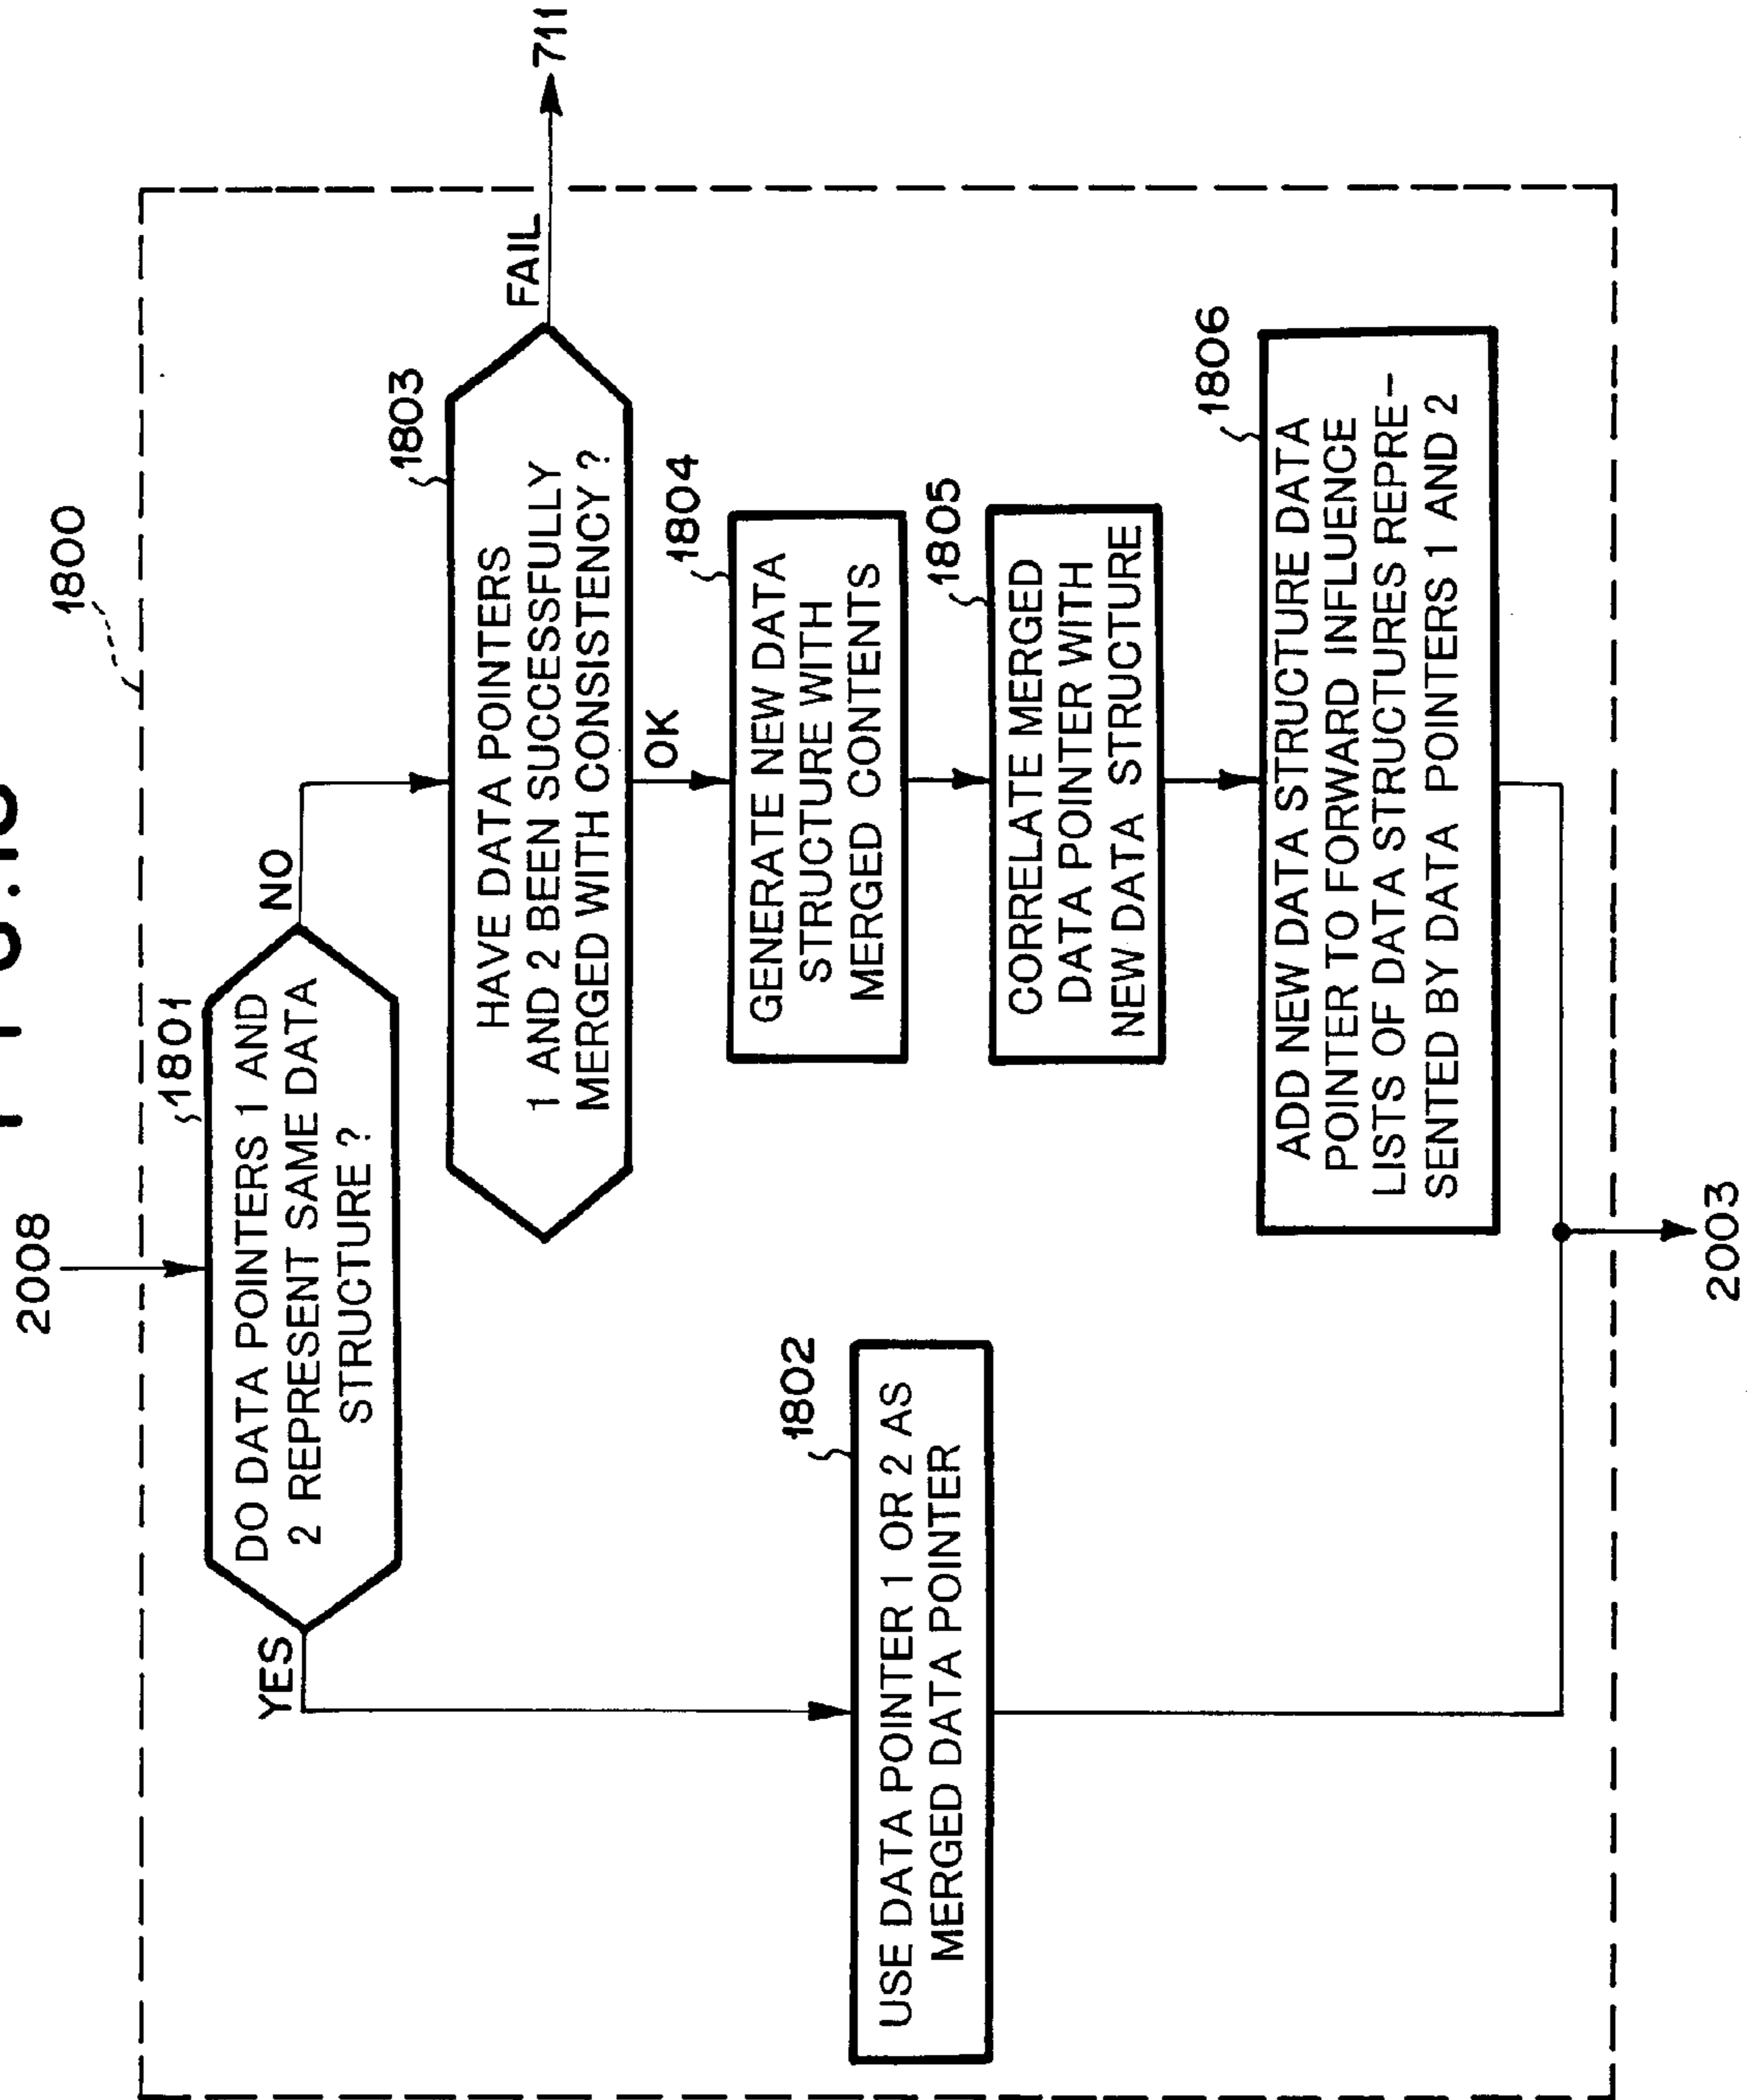 2008
1800
1801
DO DATA POINTERS 1 AND
2 REPRESENT SAME DATA
STRUCTURE ?
YES
NO
1803
HAVE DATA POINTERS
1 AND 2 BEEN SUCCESSFULLY
MERGED WITH CONSISTENCY ?
FAIL
711
OK
1804
GENERATE NEW DATA
STRUCTURE WITH
MERGED CONTENTS
1802
USE DATA POINTER 1 OR 2 AS
MERGED DATA POINTER
1805
CORRELATE MERGED
DATA POINTER WITH
NEW DATA STRUCTURE
1806
ADD NEW DATA STRUCTURE DATA
POINTER TO FORWARD INFLUENCE
LISTS OF DATA STRUCTURES REPRE-
SENTED BY DATA POINTERS 1 AND 2
2003